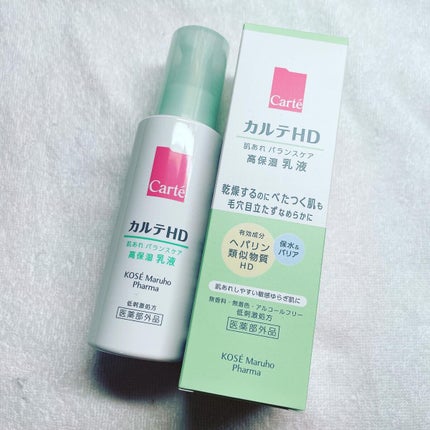 Carté
カルテHD
肌あれ バランスケア
高保湿 乳液
KOSÉ Maruho
Pharma
低刺激処方
医薬部外品
Carté
カルテHD
肌あれ バランスケア
高保湿 乳液
乾燥するのにべたつく肌も
毛穴目立たずなめらかに
有効成分
ヘパリン
類似物質
HD
保水&
バリア
肌あれしやすい敏感ゆらぎ肌に
無香料・無着色・アルコールフリー
低刺激処方
医薬部外品
KOSÉ Maruho
Pharma